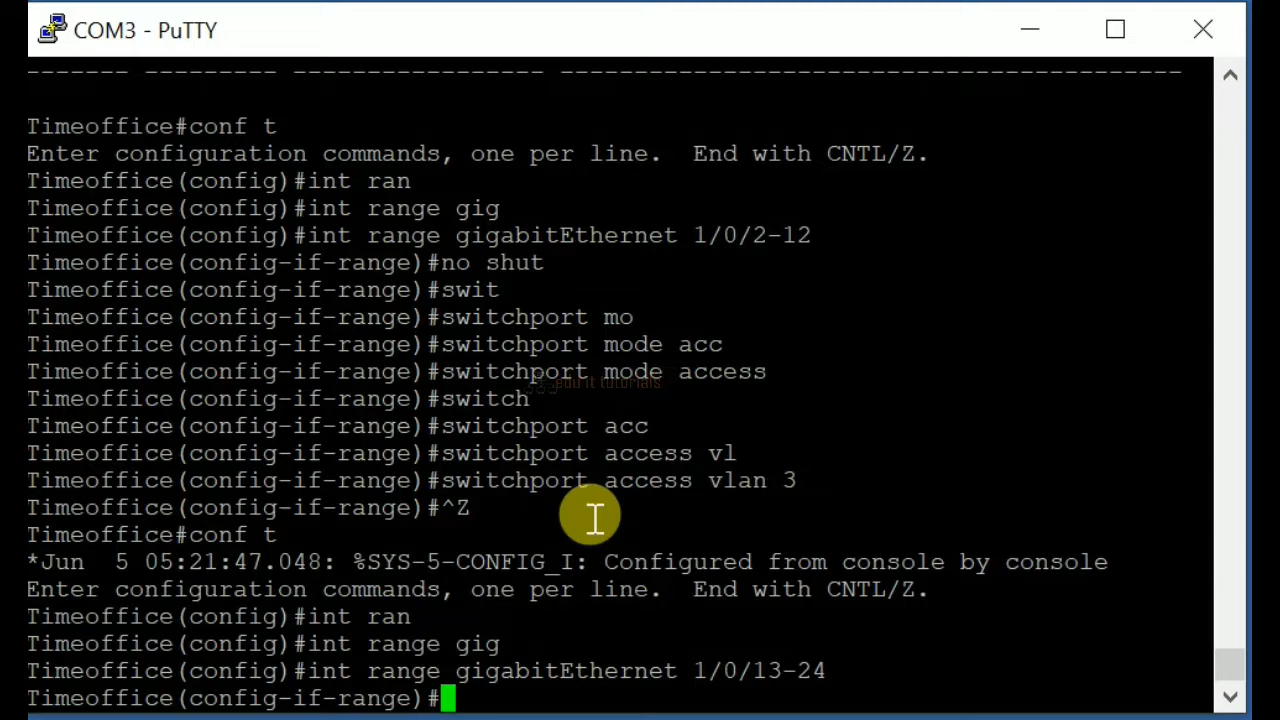 COM3 - PuTTY
------- --------- ----------------- ------------------------------------------
Timeoffice#conf t
Enter configuration commands, one per line.  End with CNTL/Z.
Timeoffice(config)#int ran
Timeoffice(config)#int range gig
Timeoffice(config)#int range gigabitEthernet 1/0/2-12
Timeoffice(config-if-range)#no shut
Timeoffice(config-if-range)#swit
Timeoffice(config-if-range)#switchport mo
Timeoffice(config-if-range)#switchport mode acc
Timeoffice(config-if-range)#switchport mode access
edu it tutorials
Timeoffice(config-if-range)#switch
Timeoffice(config-if-range)#switchport acc
Timeoffice(config-if-range)#switchport access vl
Timeoffice(config-if-range)#switchport access vlan 3
Timeoffice(config-if-range)#^Z
Timeoffice#conf t
*Jun  5 05:21:47.048: %SYS-5-CONFIG_I: Configured from console by console
Enter configuration commands, one per line.  End with CNTL/Z.
Timeoffice(config)#int ran
Timeoffice(config)#int range gig
Timeoffice(config)#int range gigabitEthernet 1/0/13-24
Timeoffice(config-if-range)#